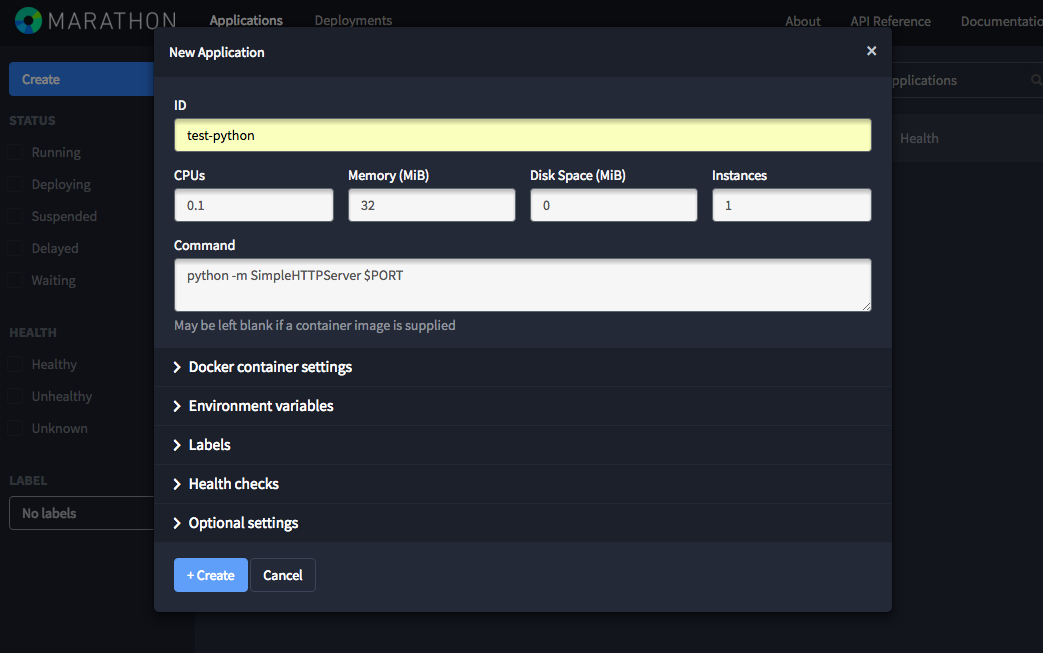 MARATHON Applications Deployments About API Reference Documentatio
New Application ×
Create
pplications
ID
STATUS
test-python
Running
Health
CPUs Memory (MiB) Disk Space (MiB) Instances
Deploying
0.1 32 0 1
Suspended
Delayed
Command
Waiting
python -m SimpleHTTPServer $PORT
May be left blank if a container image is supplied
HEALTH
Healthy
Unhealthy
Unknown
Docker container settings
Environment variables
Labels
Health checks
Optional settings
LABEL
No labels
+ Create Cancel